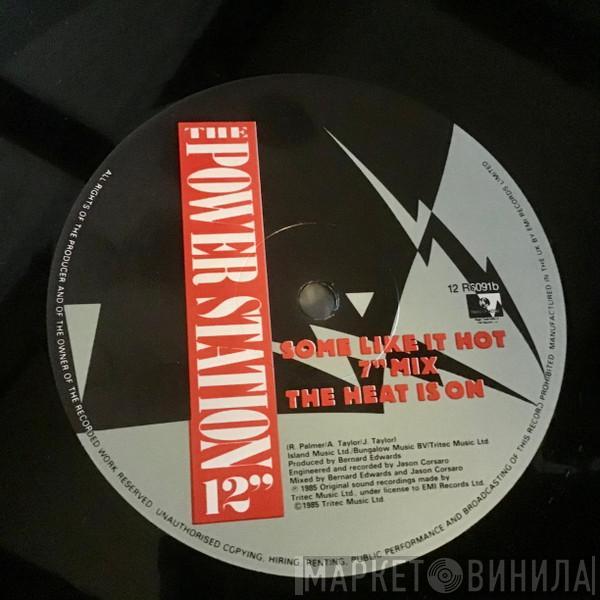 THE
POWER STATION
12"
12 R6091b
SOME LIKE IT HOT
7" MIX
THE HEAT IS ON
(R. Palmer/A. Taylor/J. Taylor)
Island Music Ltd./Bungalow Music BV/Tritec Music Ltd.
Produced by Bernard Edwards
Engineered and recorded by Jason Corsaro
Mixed by Bernard Edwards and Jason Corsaro
℗ 1985 Original sound recordings made by
Tritec Music Ltd., under license to EMI Records Ltd.
©1985 Tritec Music Ltd.
ALL RIGHTS OF THE PRODUCER AND OF THE OWNER OF THE RECORDED WORK RESERVED. UNAUTHORISED COPYING, HIRING, RENTING, PUBLIC PERFORMANCE AND BROADCASTING OF THIS RECORD PROHIBITED. MANUFACTURED IN THE U.K. BY EMI RECORDS LIMITED
МАРКЕТ ВИНИЛА